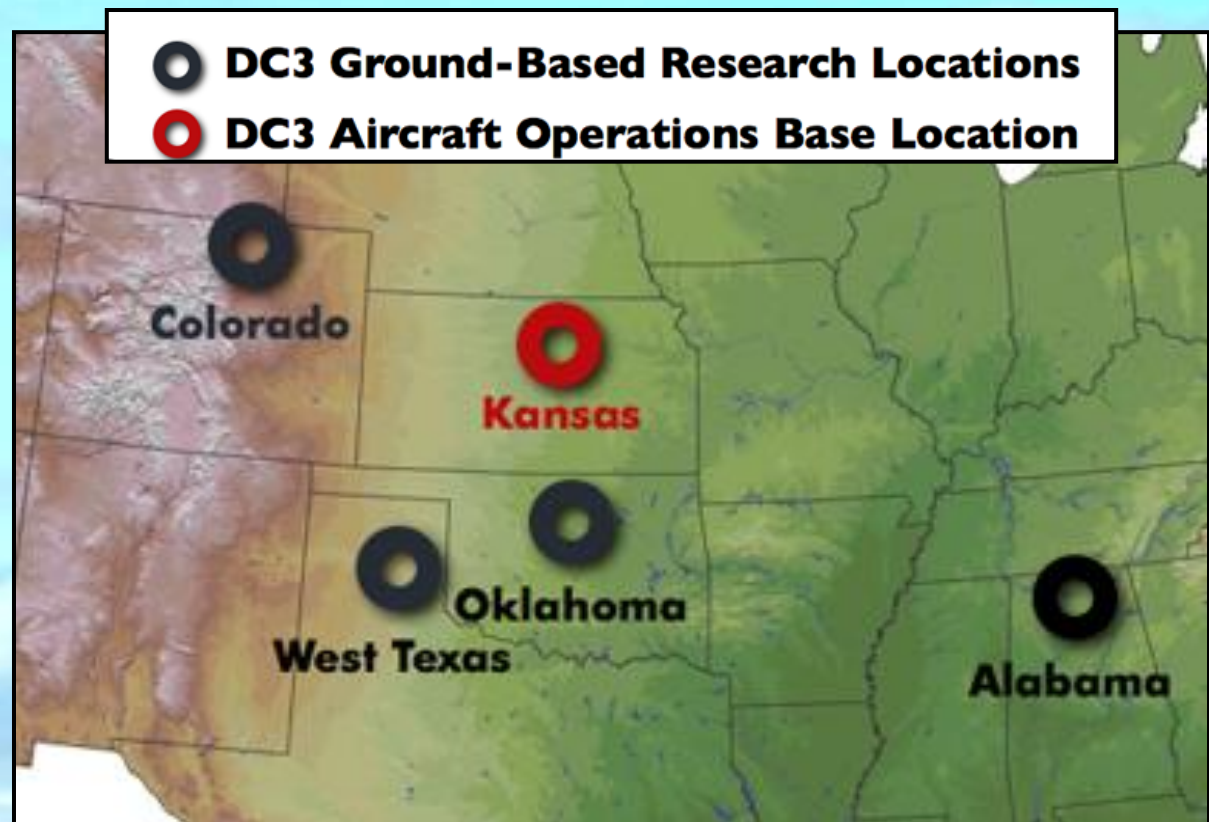 DC3 Ground-Based Research Locations
DC3 Aircraft Operations Base Location
Colorado
Kansas
Oklahoma
West Texas
Alabama